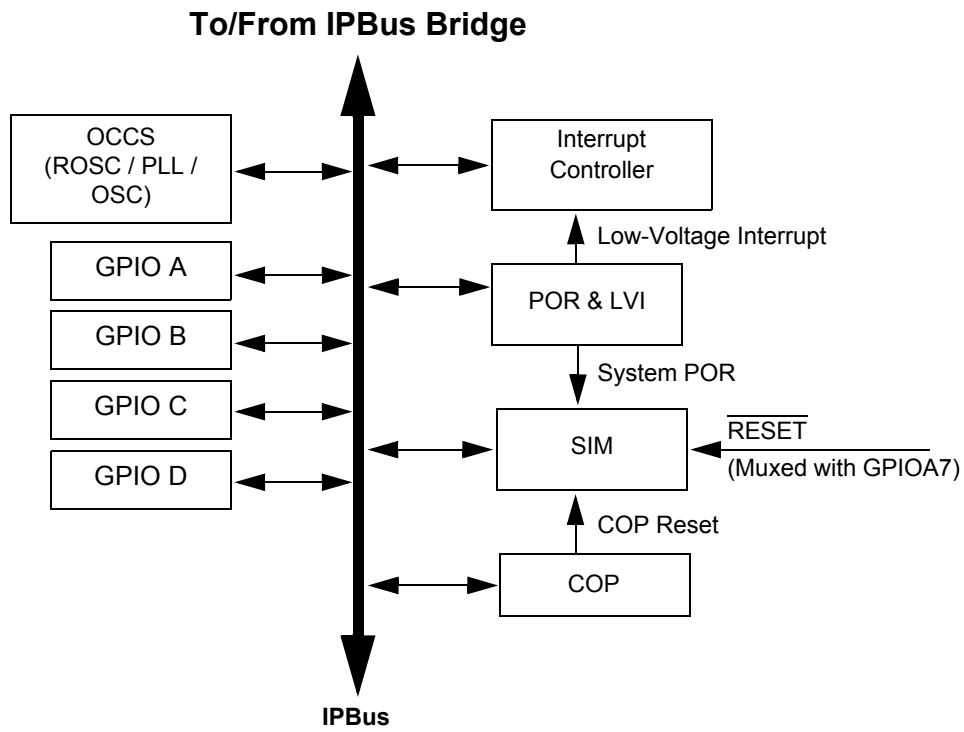 To/From IPBus Bridge
OCCS
(ROSC / PLL /
OSC)
GPIO A
GPIO B
GPIO C
GPIO D
Interrupt
Controller
Low-Voltage Interrupt
POR & LVI
System POR
SIM
RESET
(Muxed with GPIOA7)
COP Reset
COP
IPBus